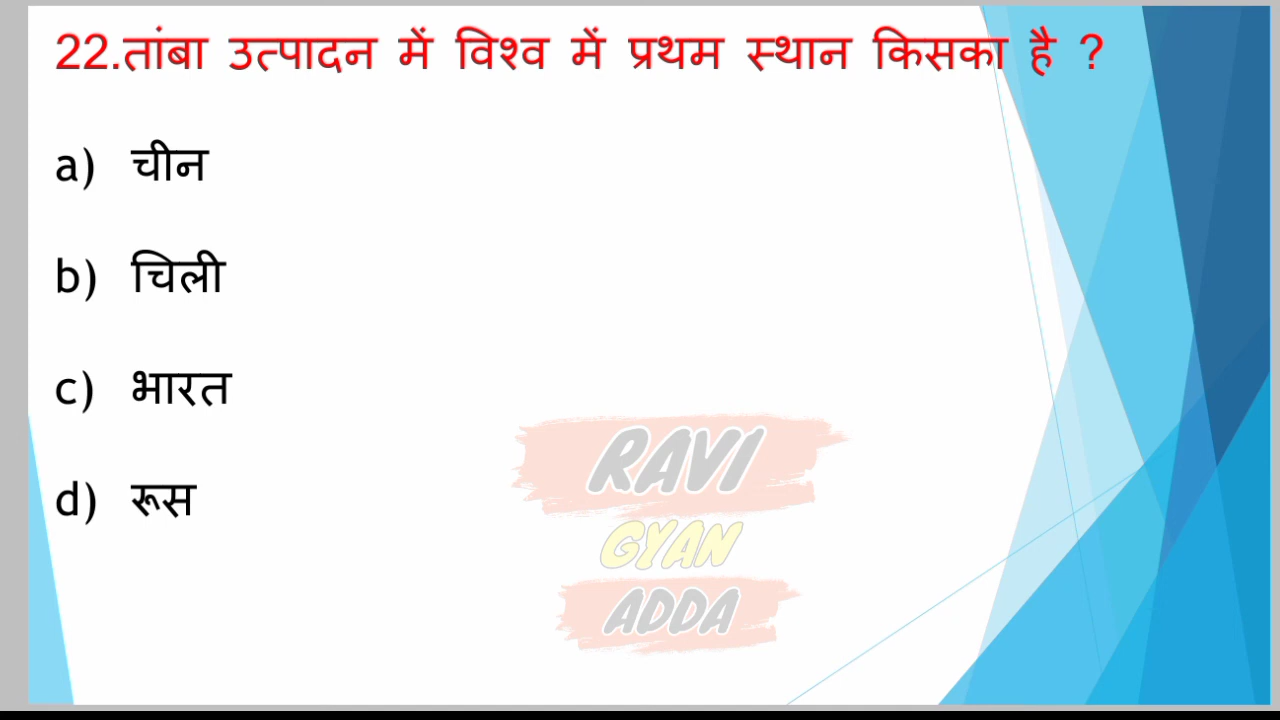 22.तांबा उत्पादन में विश्व में प्रथम स्थान किसका है ?
a) चीन
b) चिली
c) भारत
d) रूस
RAVI
GYAN
ADDA